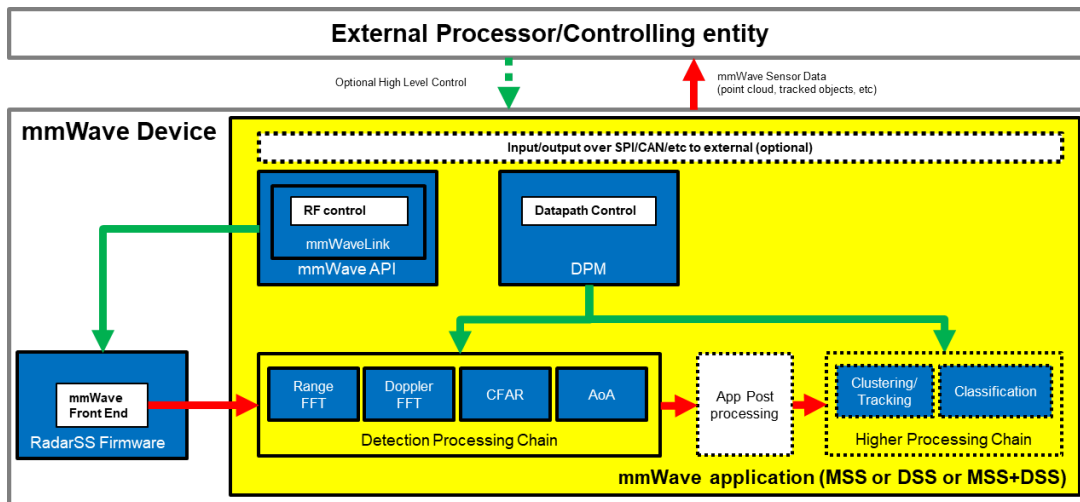 External Processor/Controlling entity
Optional High Level Control
mmWave Sensor Data
(point cloud, tracked objects, etc)
mmWave Device
Input/output over SPI/CAN/etc to external (optional)
RF control
mmWaveLink
mmWave API
Datapath Control
DPM
mmWave
Front End
RadarSS Firmware
Range
FFT
Doppler
FFT
CFAR
AoA
Detection Processing Chain
App Post
processing
Clustering/
Tracking
Classification
Higher Processing Chain
mmWave application (MSS or DSS or MSS+DSS)